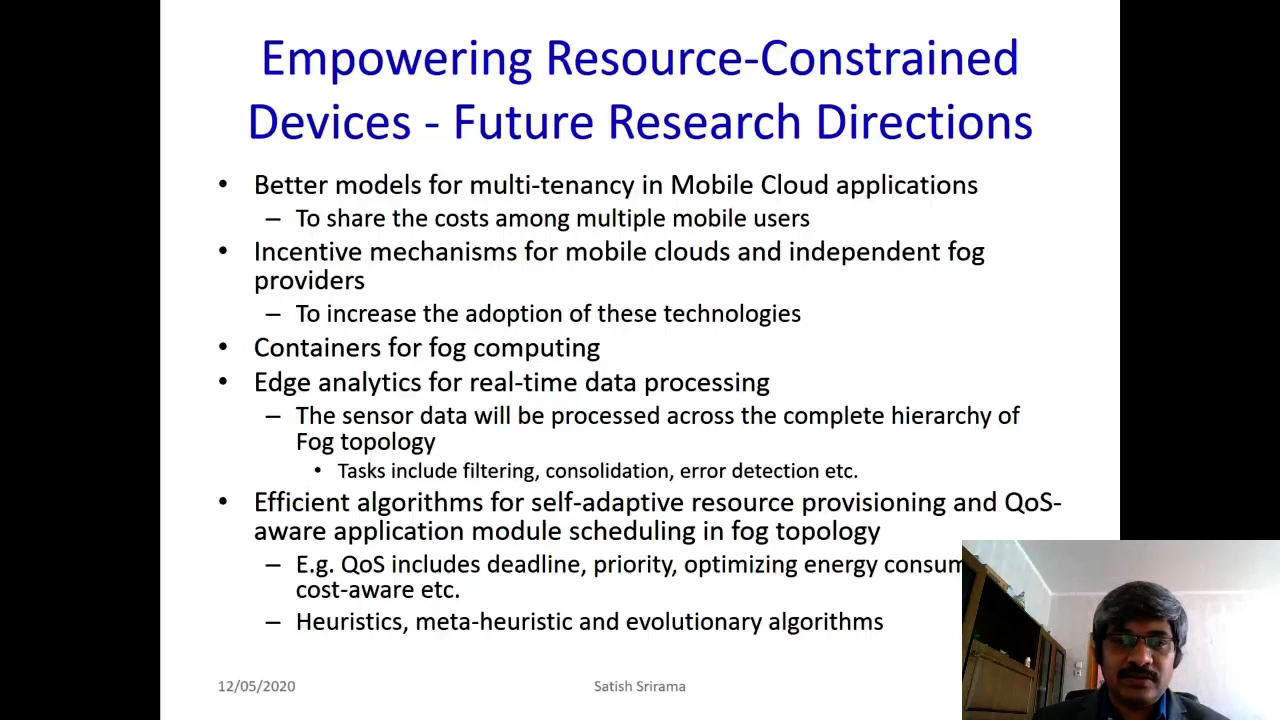 Empowering Resource-Constrained
Devices - Future Research Directions
• Better models for multi-tenancy in Mobile Cloud applications
– To share the costs among multiple mobile users
• Incentive mechanisms for mobile clouds and independent fog
providers
– To increase the adoption of these technologies
• Containers for fog computing
• Edge analytics for real-time data processing
– The sensor data will be processed across the complete hierarchy of
Fog topology
• Tasks include filtering, consolidation, error detection etc.
• Efficient algorithms for self-adaptive resource provisioning and QoS-
aware application module scheduling in fog topology
– E.g. QoS includes deadline, priority, optimizing energy
cost-aware etc.
– Heuristics, meta-heuristic and evolutionary algorithms
12/05/2020
Satish Srirama